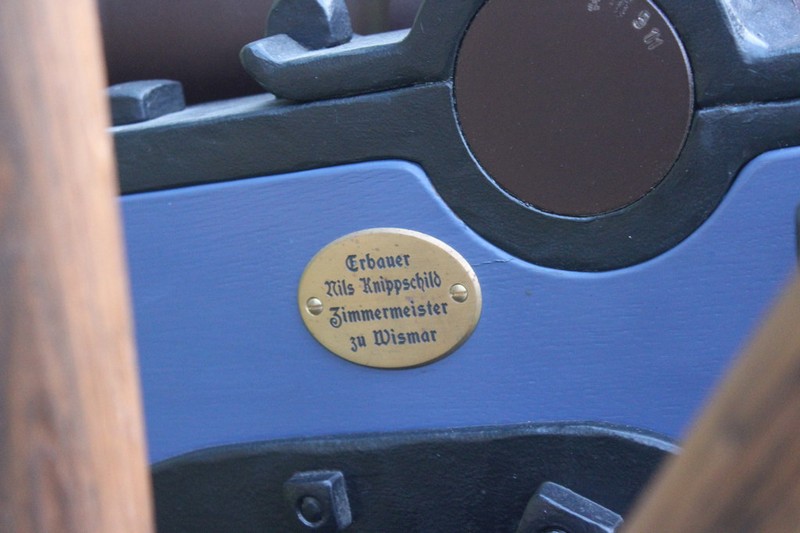 Erbauer
Nils Knippschild
Zimmermeister
zu Wismar